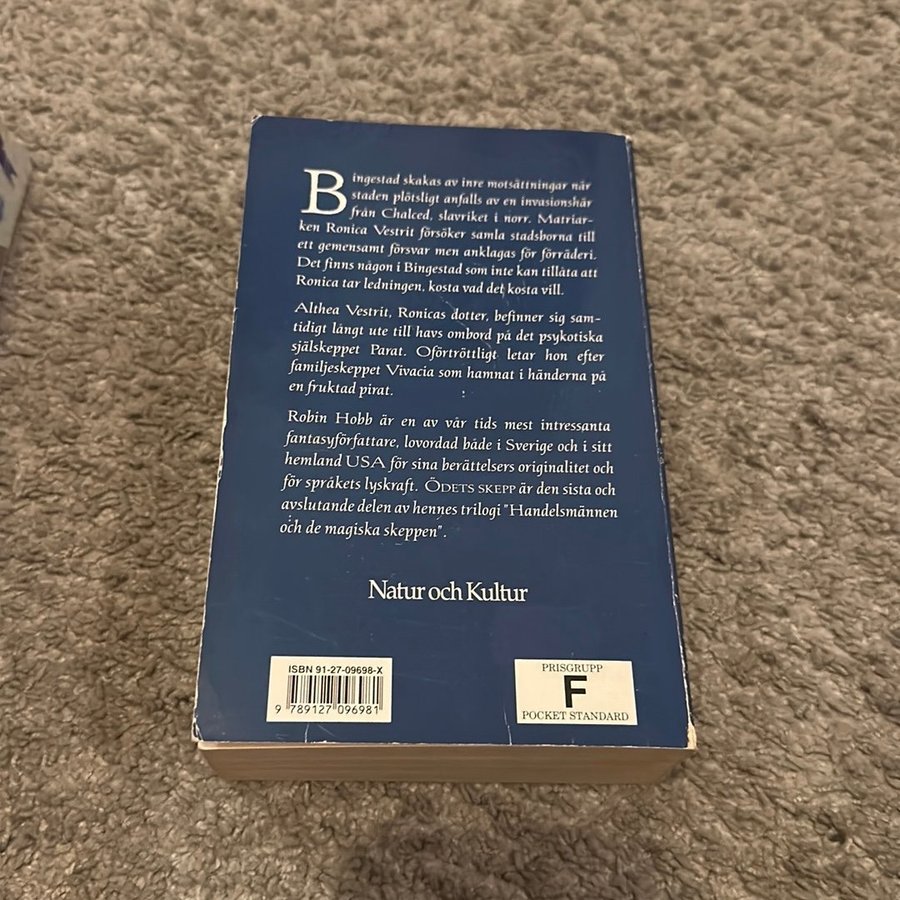 Bingestad skakas av inre motsättningar när
staden plötsligt anfalls av en invasionshär
från Chalced, slavriket i norr. Matriar-
ken Ronica Vestrit försöker samla stadsborna till
ett gemensamt försvar men anklagas för förräderi.
Det finns någon i Bingestad som inte kan tillåta att
Ronica tar ledningen, kosta vad det kosta vill.
Althea Vestrit, Ronicas dotter, befinner sig sam-
tidigt långt ute till havs ombord på det psykotiska
själskeppet Parat. Oförtröttligt letar hon efter
familjeskeppet Vivacia som hamnat i händerna på
en fruktad pirat.
Robin Hobb är en av vår tids mest intressanta
fantasyförfattare, lovordad både i Sverige och i sitt
hemland USA för sina berättelsers originalitet och
för språkets lyskraft. ÖDETS SKEPP är den sista och
avslutande delen av hennes trilogi "Handelsmännen
och de magiska skeppen".
Natur och Kultur
ISBN 91-27-09698-X
9 789127 096981
PRISGRUPP
F
POCKET STANDARD